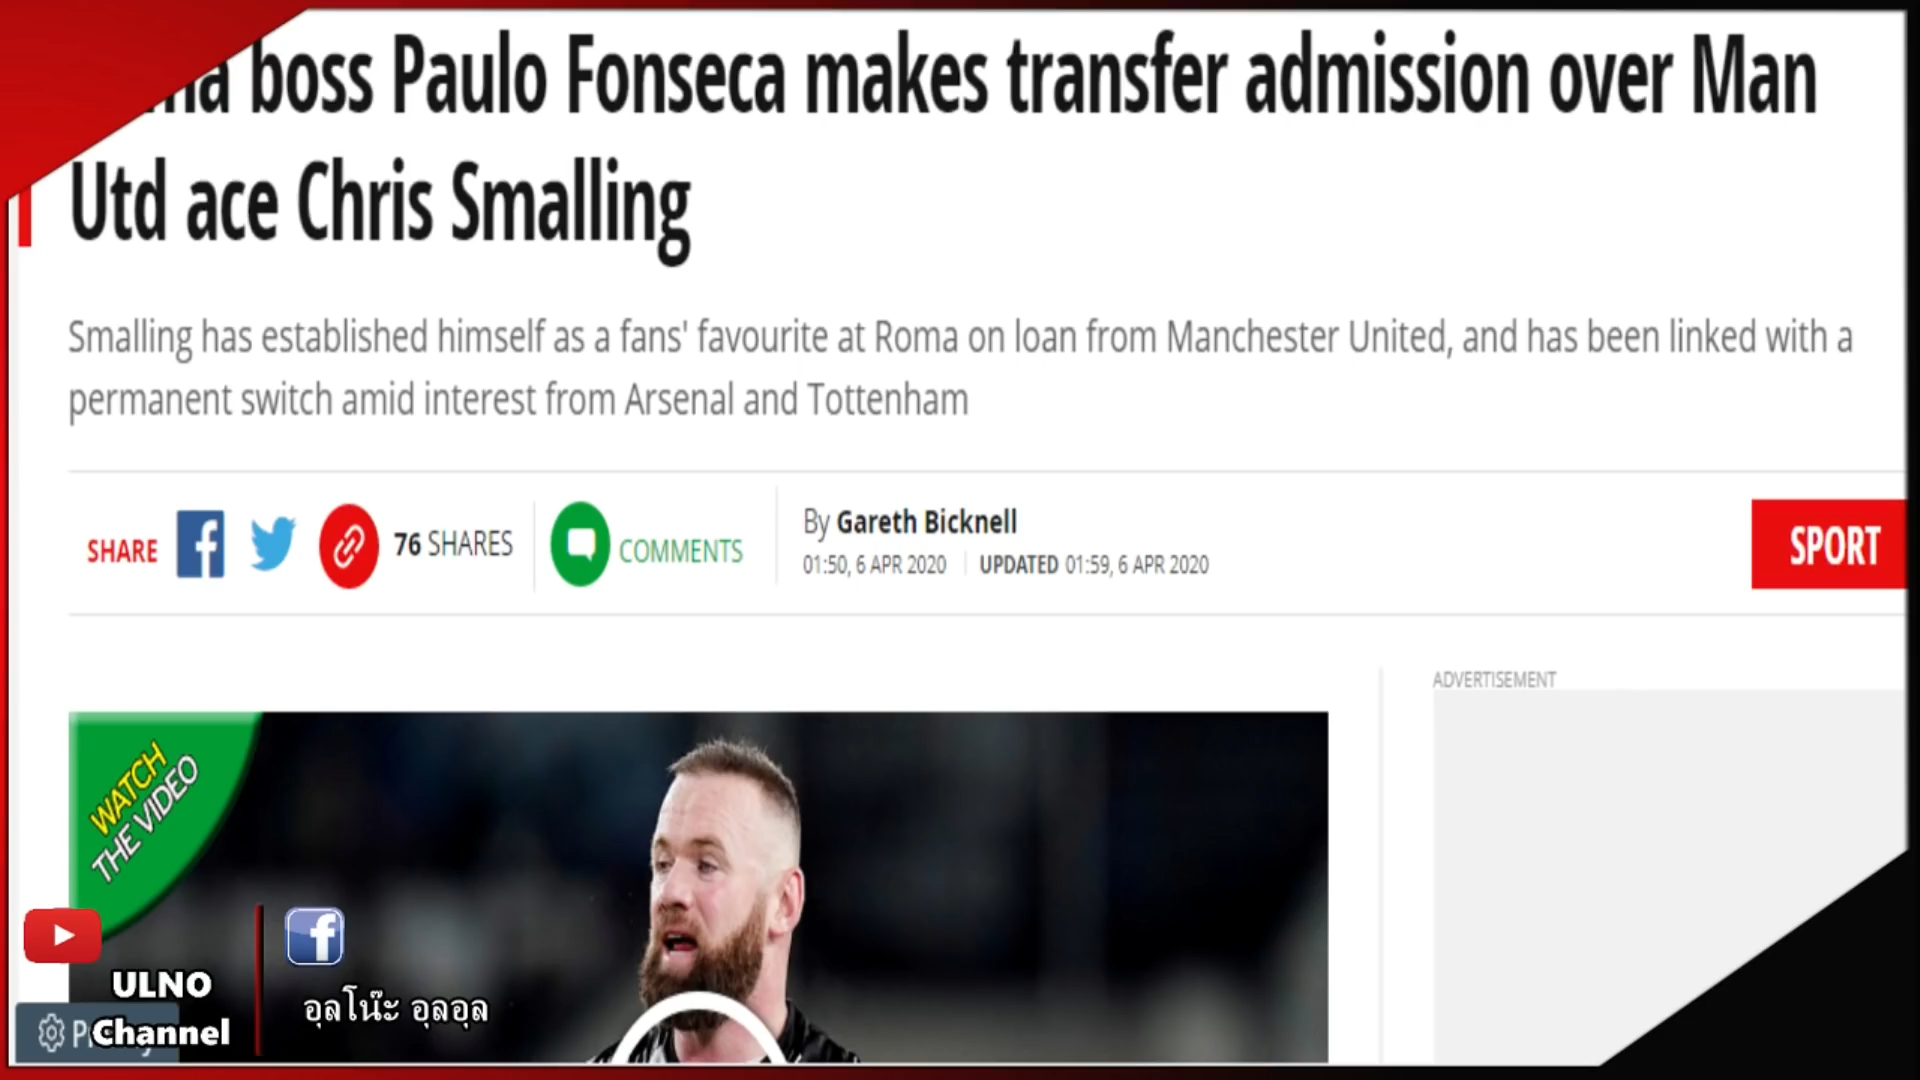 boss Paulo Fonseca makes transfer admission over Man
Utd ace Chris Smalling
Smalling has established himself as a fans' favourite at Roma on loan from Manchester United, and has been linked with a
permanent switch amid interest from Arsenal and Tottenham
SHARE
76 SHARES
COMMENTS
By Gareth Bicknell
01:50, 6 APR 2020 UPDATED 01:59, 6 APR 2020
SPORT
ADVERTISEMENT
WATCH
THE VIDEO
ULNO
Channel
อุลโน๊ะ อุลอุล